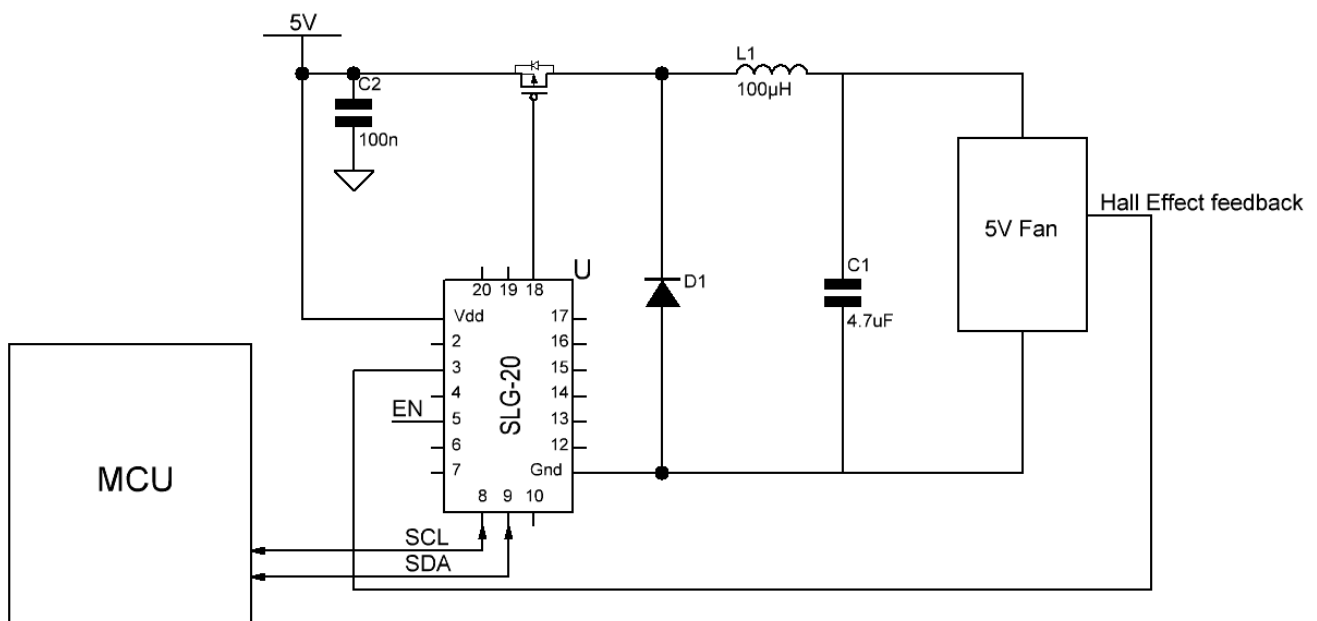 5V
C2
100n
L1
100µH
Hall Effect feedback
5V Fan
U
20 19 18
D1
C1
4.7uF
Vdd
2
3
4
5
6
7
EN
SLG-20
17
16
15
14
13
12
Gnd
8 9 10
MCU
SCL
SDA